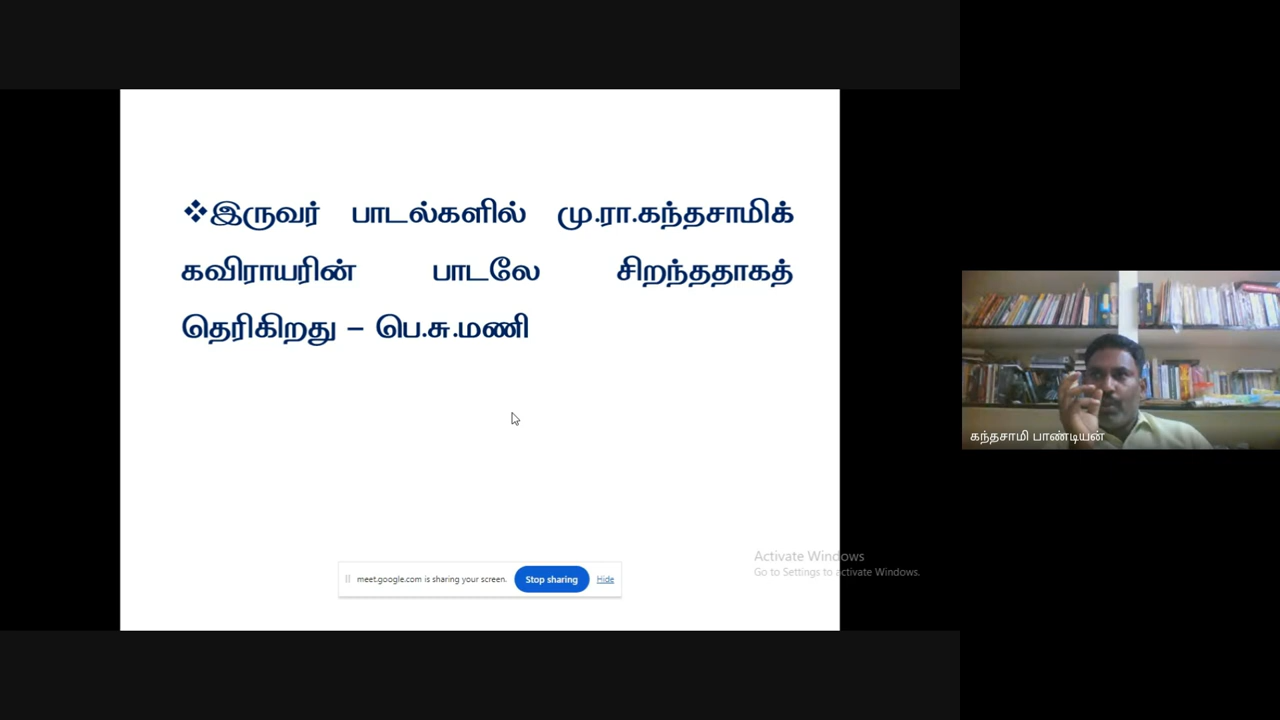 ❖இருவர் பாடல்களில் மு.ரா.கந்தசாமிக்
கவிராயரின் பாடலே சிறந்ததாகத்
தெரிகிறது – பெ.சு.மணி
கந்தசாமி பாண்டியன்
Activate Windows
Go to Settings to activate Windows.
meet.google.com is sharing your screen. Stop sharing Hide